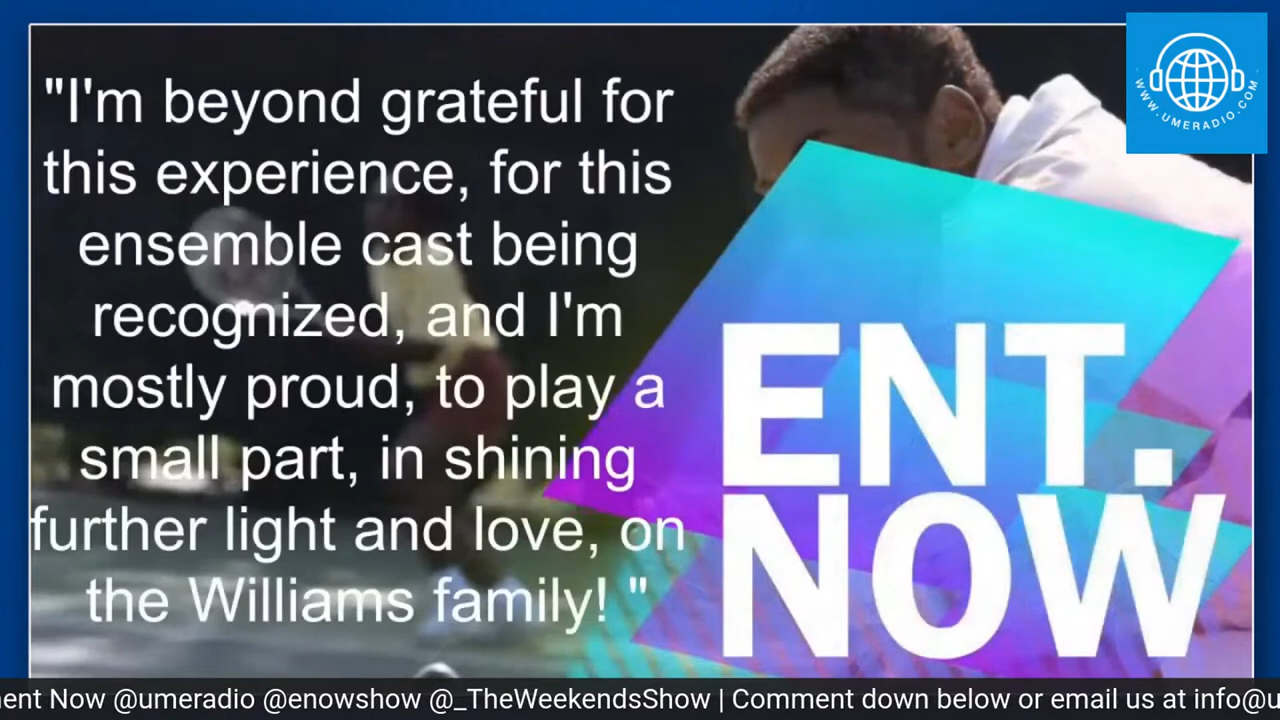 "I'm beyond grateful for
this experience, for this
ensemble cast being
recognized, and I'm
mostly proud, to play a
small part, in shining
further light and love, on
the Williams family! "
WWW.UMERADIO.COM
ENT.
NOW
ent Now @umeradio @enowshow @_TheWeekendsShow | Comment down below or email us at info@u